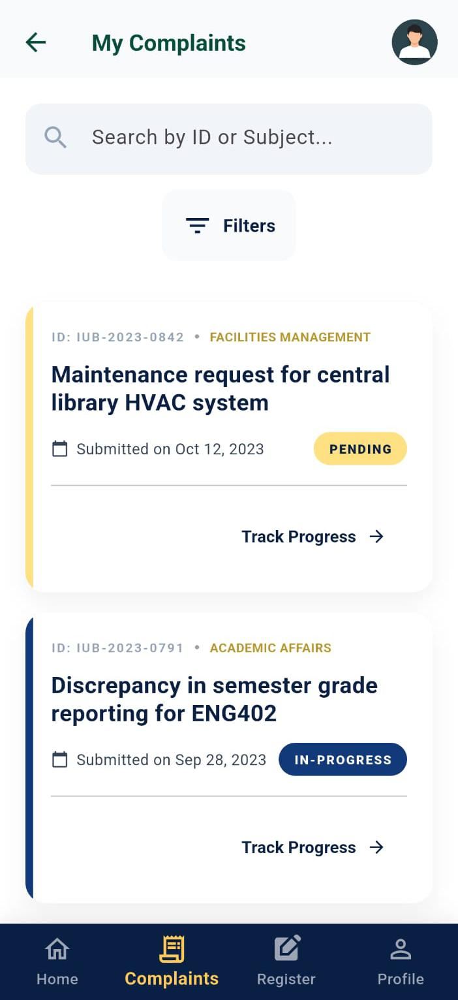 My Complaints
Search by ID or Subject...
Filters
ID: IUB-2023-0842 • FACILITIES MANAGEMENT
Maintenance request for central
library HVAC system
Submitted on Oct 12, 2023 PENDING
Track Progress →
ID: IUB-2023-0791 • ACADEMIC AFFAIRS
Discrepancy in semester grade
reporting for ENG402
Submitted on Sep 28, 2023 IN-PROGRESS
Track Progress →
Home Complaints Register Profile